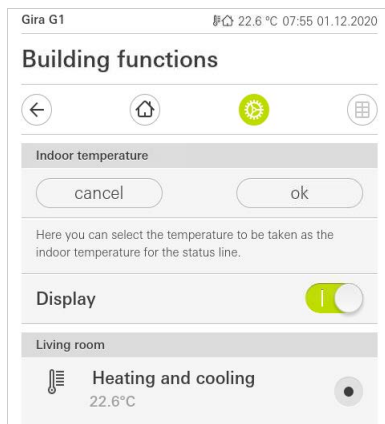 Gira G1 22.6 °C 07:55 01.12.2020
Building functions
Indoor temperature
cancel ok
Here you can select the temperature to be taken as the
indoor temperature for the status line.
Display
Living room
Heating and cooling
22.6°C